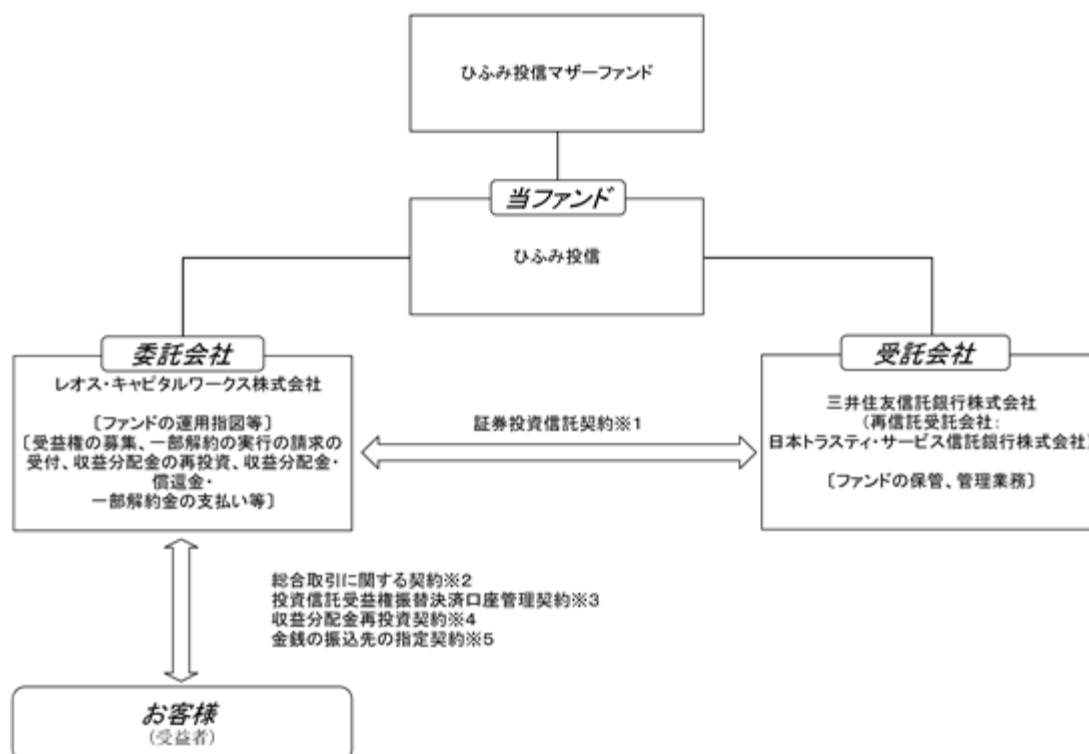 ひふみ投信マザーファンド
当ファンド
ひふみ投信
委託会社
レオス・キャピタルワークス株式会社
〔ファンドの運用指図等〕
〔受益権の募集、一部解約の実行の請求の
受付、収益分配金の再投資、収益分配金・
償還金・
一部解約金の支払い等〕
証券投資信託契約※1
受託会社
三井住友信託銀行株式会社
(再信託受託会社:
日本トラスティ・サービス信託銀行株式会社)
〔ファンドの保管、管理業務〕
総合取引に関する契約※2
投資信託受益権振替決済口座管理契約※3
収益分配金再投資契約※4
金銭の振込先の指定契約※5
お客様
(受益者)